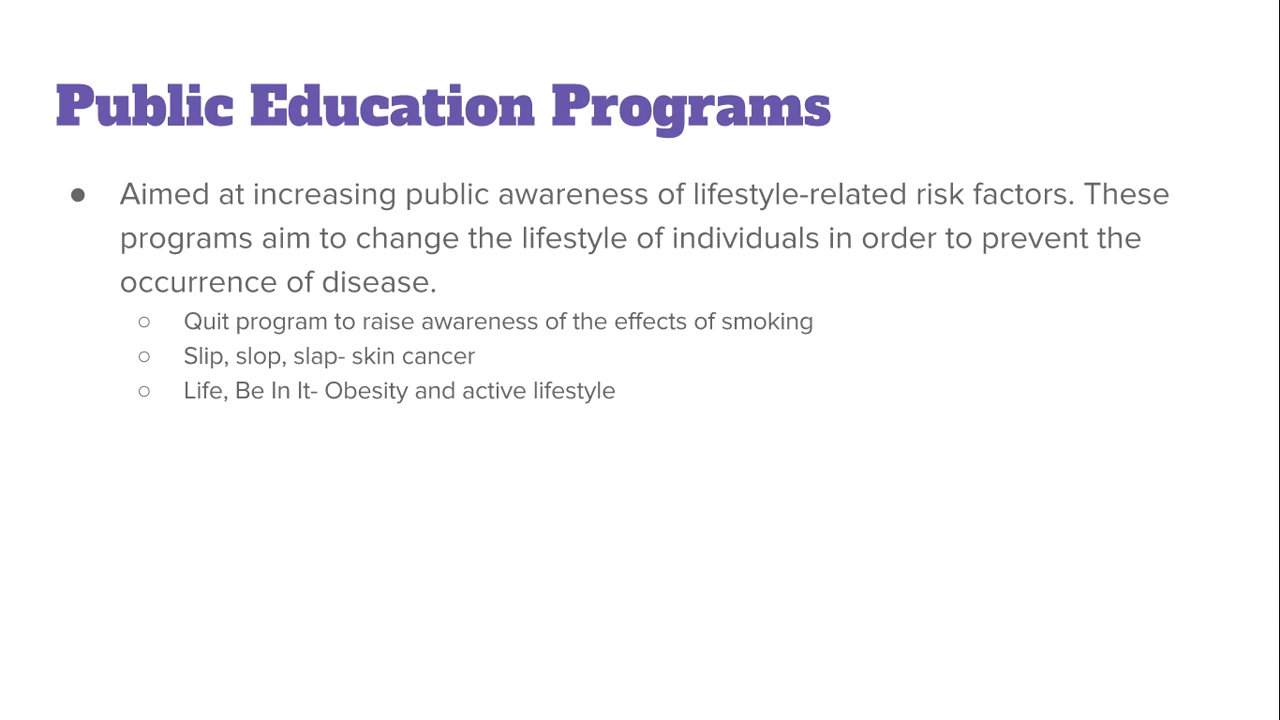 Public Education Programs
● Aimed at increasing public awareness of lifestyle-related risk factors. These
programs aim to change the lifestyle of individuals in order to prevent the
occurrence of disease.
○ Quit program to raise awareness of the effects of smoking
○ Slip, slop, slap- skin cancer
○ Life, Be In It- Obesity and active lifestyle